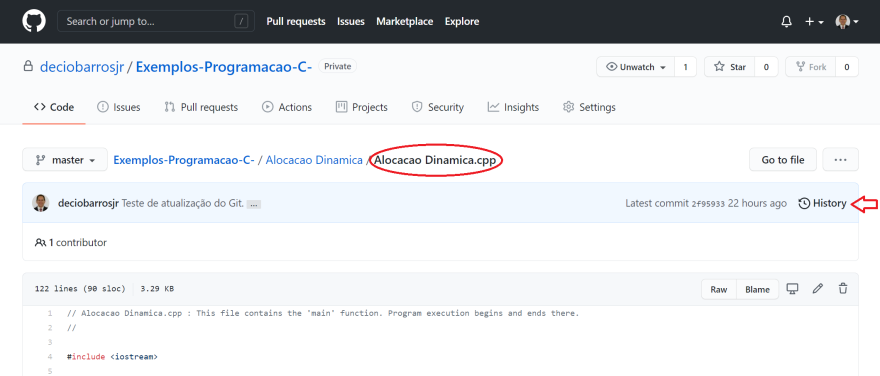 Search or jump to... / Pull requests Issues Marketplace Explore
deciobarrosjr / Exemplos-Programacao-C- Private Unwatch 1 Star 0 Fork 0
Code Issues Pull requests Actions Projects Security Insights Settings
master Exemplos-Programacao-C- / Alocacao Dinamica / Alocacao Dinamica.cpp Go to file ...
deciobarrosjr Teste de atualização do Git. ... Latest commit 2f95933 22 hours ago History
1 contributor
122 lines (90 sloc) 3.29 KB Raw Blame
1 // Alocacao Dinamica.cpp : This file contains the 'main' function. Program execution begins and ends there.
2 //
3
4 #include <iostream>
5